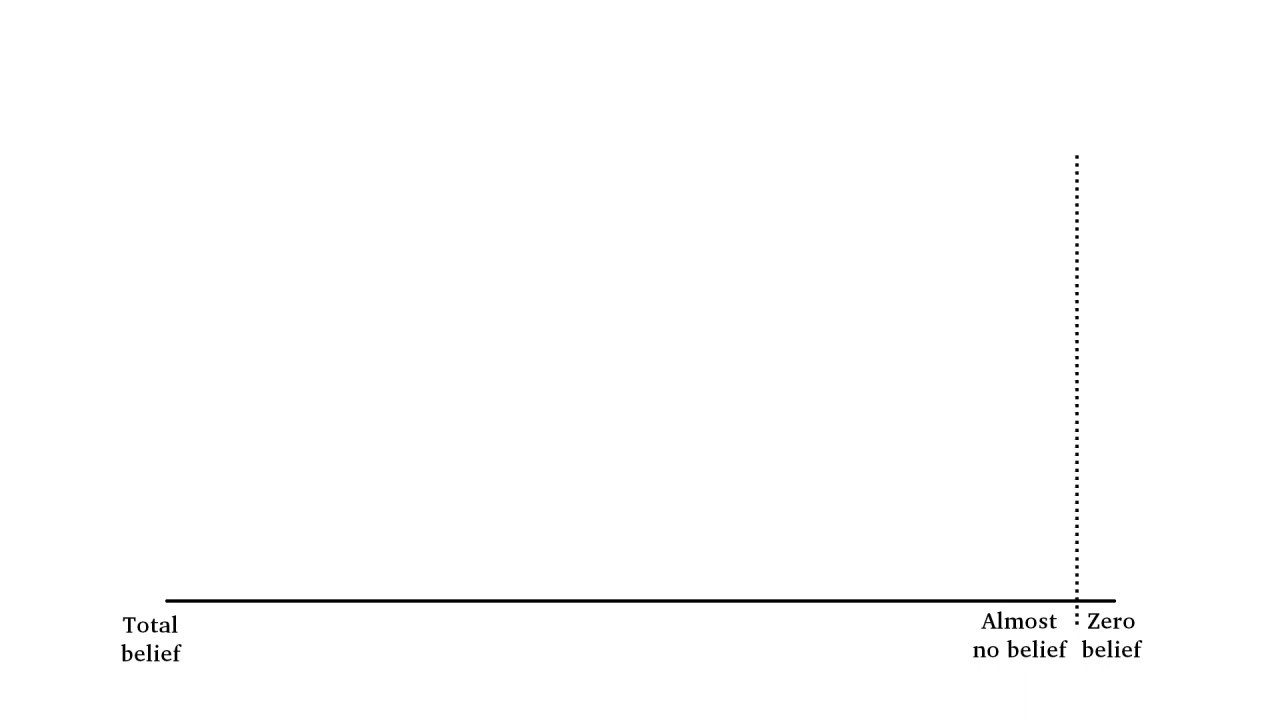 Total
belief
Almost
no belief
Zero
belief